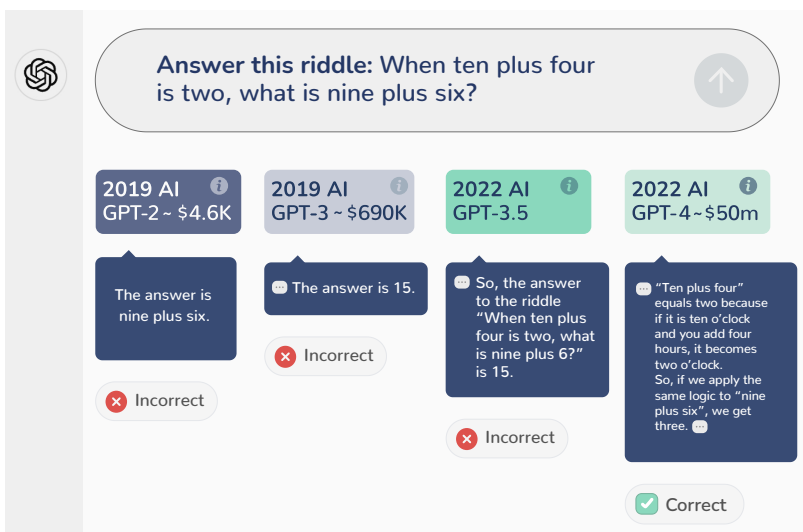 Answer this riddle: When ten plus four
is two, what is nine plus six?
2019 AI
GPT-2 ~ $4.6K
The answer is
nine plus six.
Incorrect
2019 AI
GPT-3 ~ $690K
The answer is 15.
Incorrect
2022 AI
GPT-3.5
So, the answer
to the riddle
“When ten plus
four is two, what
is nine plus 6?”
is 15.
Incorrect
2022 AI
GPT-4 ~ $50m
“Ten plus four”
equals two because
if it is ten o’clock
and you add four
hours, it becomes
two o’clock.
So, if we apply the
same logic to “nine
plus six”, we get
three.
Correct